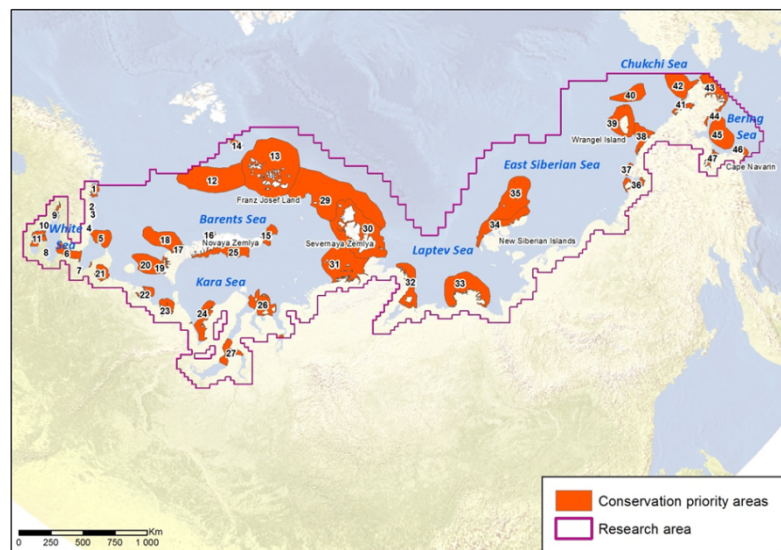 Chukchi Sea
42
43
40
41
44
Bering
Sea
39
45
Wrangel Island
38
46
47
Cape Navarin
14
13
East Siberian Sea
37
36
12
35
1
Franz Josef Land
29
2
9
3
Barents Sea
30
34
10
White
Sea
4
16
15
11
5
18
Novaya Zemlya
Severnaya Zemlya
New Siberian Islands
17
25
Laptev Sea
8
6
7
20
19
31
21
Kara Sea
32
33
22
26
23
24
27
Conservation priority areas
Research area
Km
0 250 500 750 1 000